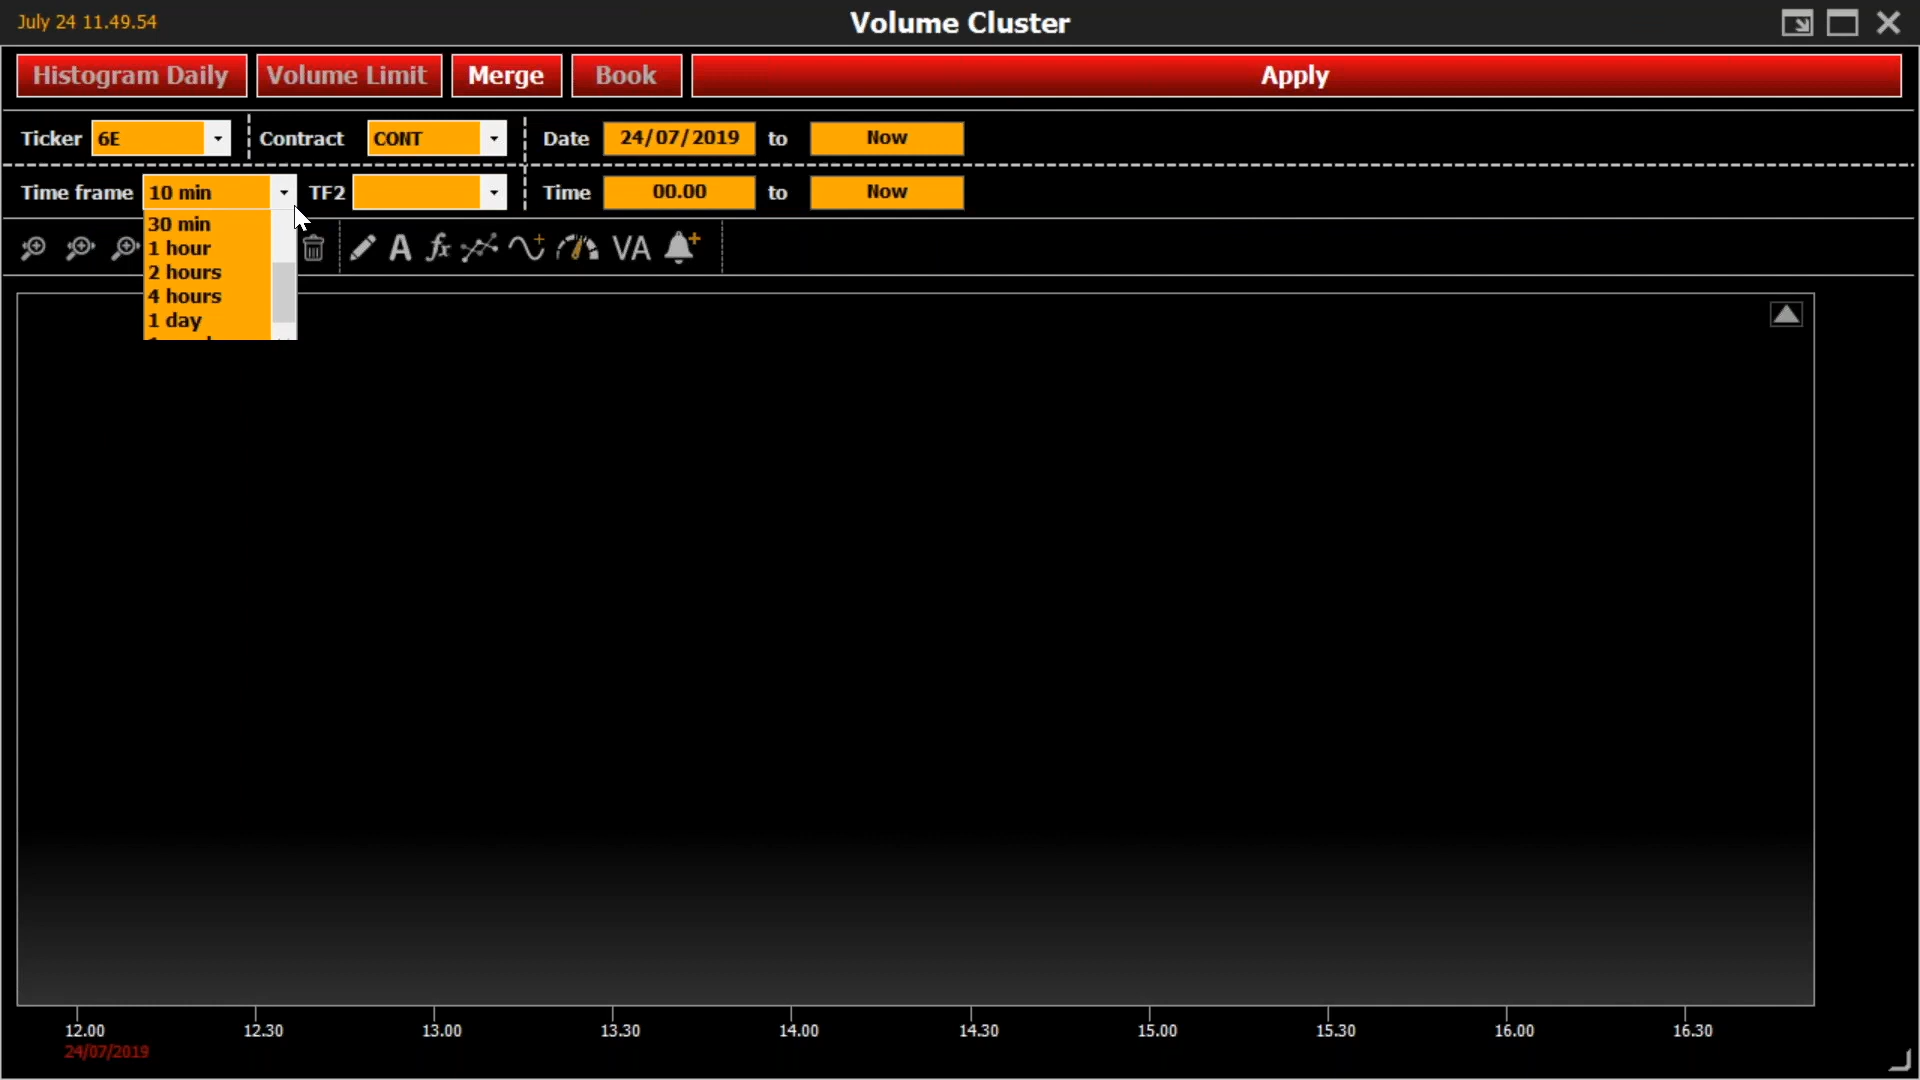 July 24 11.49.54
Volume Cluster
Histogram Daily
Volume Limit
Merge
Book
Apply
Ticker 6E
Contract CONT
Date 24/07/2019 to Now
Time frame 10 min
TF2
Time 00.00 to Now
30 min
1 hour
2 hours
4 hours
1 day
A fx VA
12.00 12.30 13.00 13.30 14.00 14.30 15.00 15.30 16.00 16.30
24/07/2019